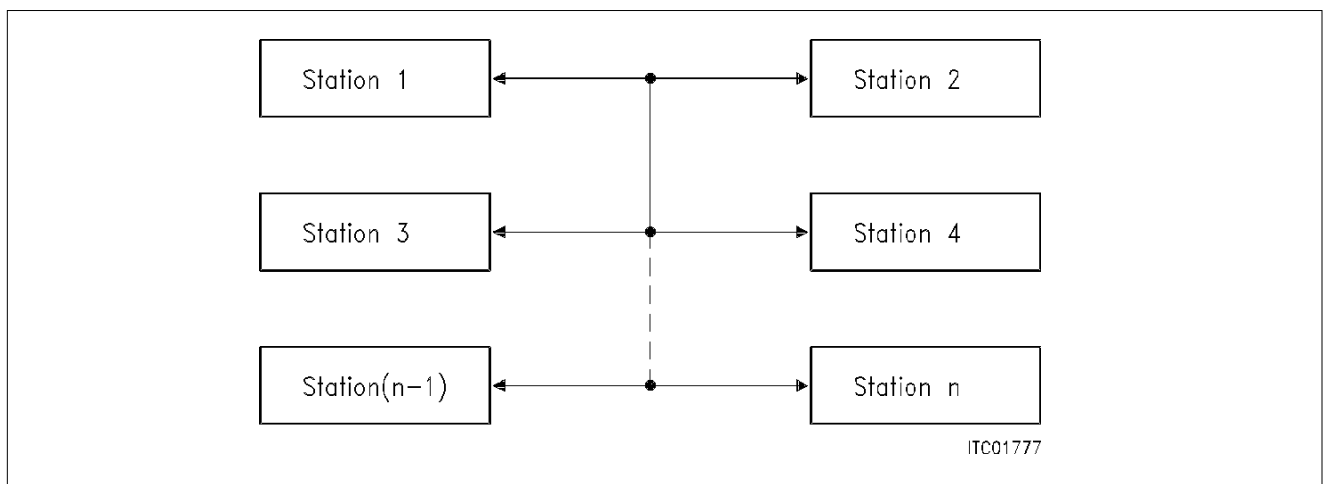 Station 1
Station 2
Station 3
Station 4
Station(n-1)
Station n
ITC01777